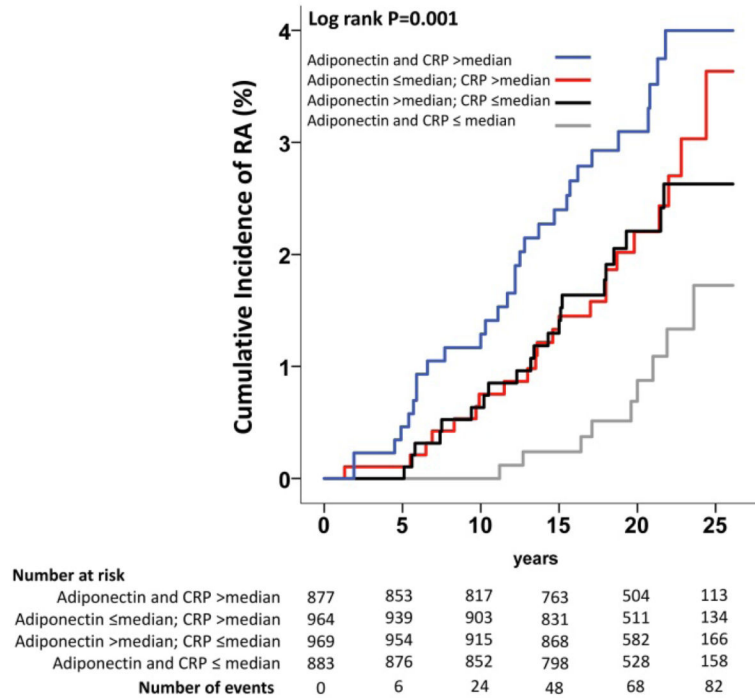 Log rank P=0.001
Adiponectin and CRP >median
Adiponectin ≤median; CRP >median
Adiponectin >median; CRP ≤median
Adiponectin and CRP ≤ median
Cumulative Incidence of RA (%)
4
3
2
1
0
0 5 10 15 20 25
years
Number at risk
Adiponectin and CRP >median 877 853 817 763 504 113
Adiponectin ≤median; CRP >median 964 939 903 831 511 134
Adiponectin >median; CRP ≤median 969 954 915 868 582 166
Adiponectin and CRP ≤ median 883 876 852 798 528 158
Number of events 0 6 24 48 68 82